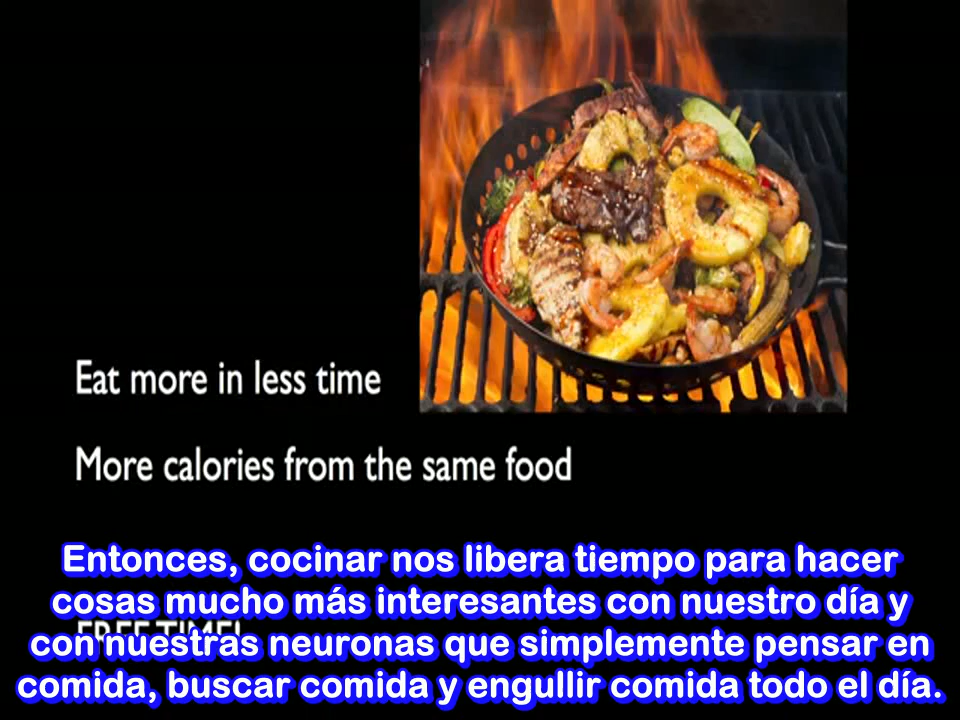 Eat more in less time
More calories from the same food
FREE TIME!
Entonces, cocinar nos libera tiempo para hacer
cosas mucho más interesantes con nuestro día y
con nuestras neuronas que simplemente pensar en
comida, buscar comida y engullir comida todo el día.